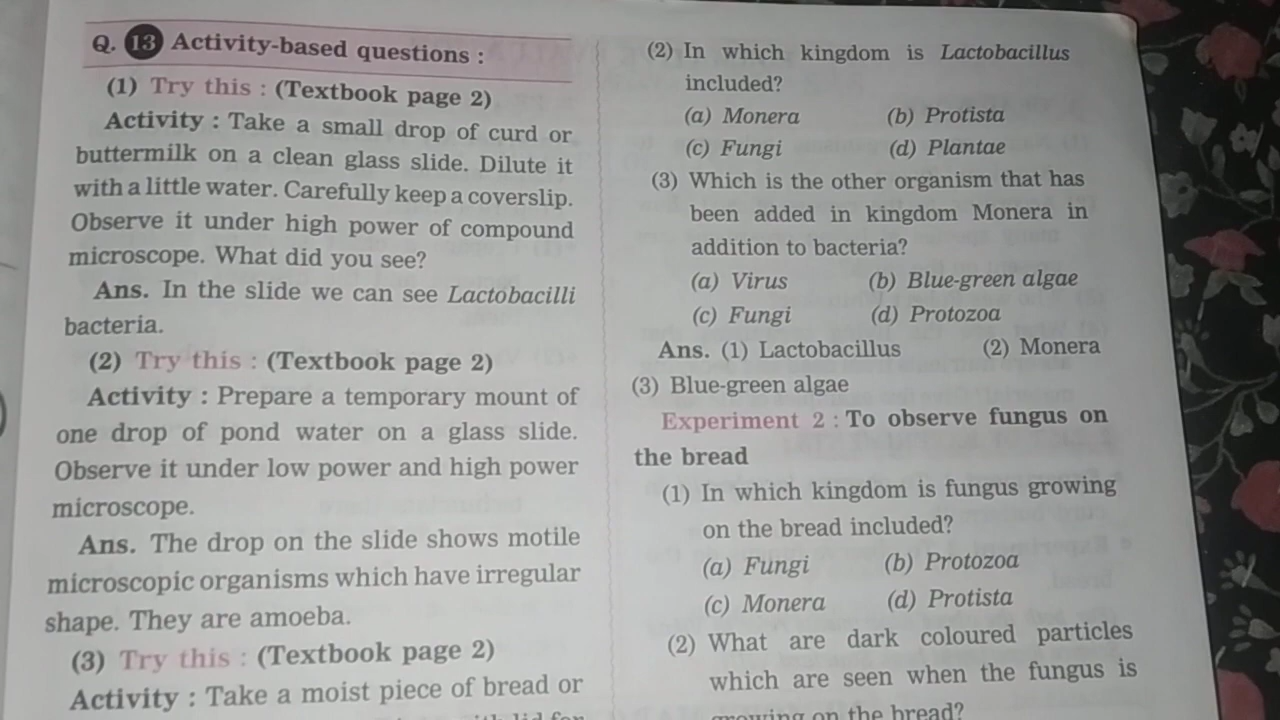 Q. 13 Activity-based questions :
(1) Try this : (Textbook page 2)
Activity : Take a small drop of curd or
buttermilk on a clean glass slide. Dilute it
with a little water. Carefully keep a coverslip.
Observe it under high power of compound
microscope. What did you see?
Ans. In the slide we can see Lactobacilli
bacteria.
(2) Try this : (Textbook page 2)
Activity : Prepare a temporary mount of
one drop of pond water on a glass slide.
Observe it under low power and high power
microscope.
Ans. The drop on the slide shows motile
microscopic organisms which have irregular
shape. They are amoeba.
(3) Try this : (Textbook page 2)
Activity : Take a moist piece of bread or
(2) In which kingdom is Lactobacillus
included?
(a) Monera (b) Protista
(c) Fungi (d) Plantae
(3) Which is the other organism that has
been added in kingdom Monera in
addition to bacteria?
(a) Virus (b) Blue-green algae
(c) Fungi (d) Protozoa
Ans. (1) Lactobacillus (2) Monera
(3) Blue-green algae
Experiment 2 : To observe fungus on
the bread
(1) In which kingdom is fungus growing
on the bread included?
(a) Fungi (b) Protozoa
(c) Monera (d) Protista
(2) What are dark coloured particles
which are seen when the fungus is
growing on the bread?